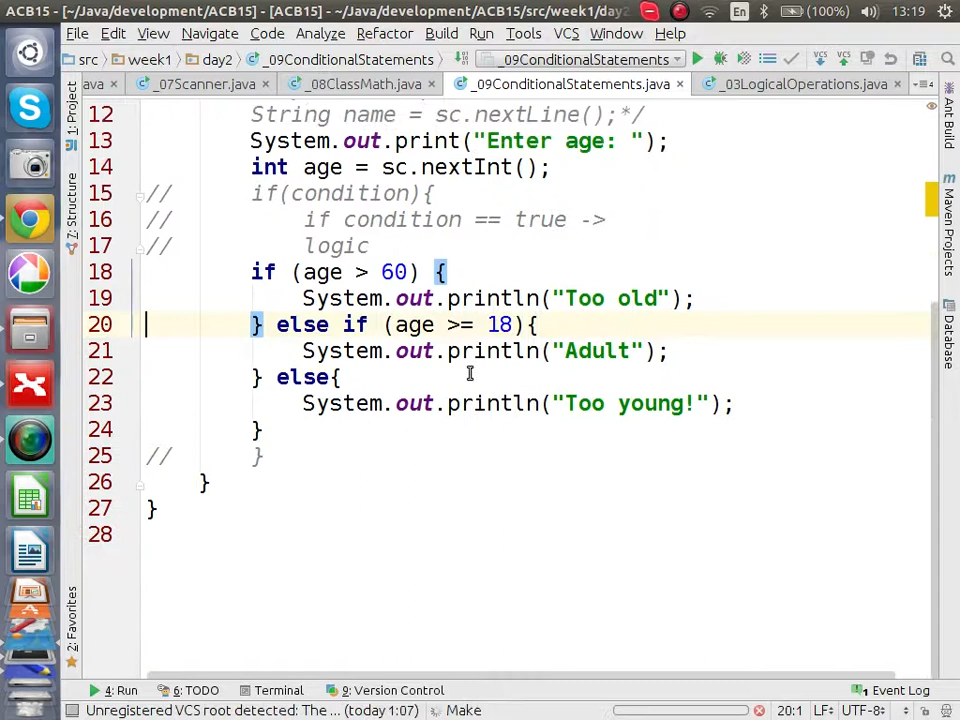 ACB15 - [~/Java/development/ACB15] - [ACB15] - ~/Java/development/ACB15/src/week1/day2
En (100%) 13:19
File Edit View Navigate Code Analyze Refactor Build Run Tools VCS Window Help
src week1 day2 _09ConditionalStatements _09ConditionalStatements VCS VCS
ava _07Scanner.java _08ClassMath.java _09ConditionalStatements.java _03LogicalOperations.java 4
12 String name = sc.nextLine();*/
13 System.out.print("Enter age: ");
14 int age = sc.nextInt();
15 // if(condition){
16 // if condition == true ->
17 // logic
18 if (age > 60) {
19 System.out.println("Too old");
20 } else if (age >= 18){
21 System.out.println("Adult");
22 } else{
23 System.out.println("Too young!");
24 }
25 // }
26 }
27 }
28
1: Project
7: Structure
2: Favorites
Ant Build
Maven Projects
Database
4: Run 6: TODO Terminal 9: Version Control 1 Event Log
Unregistered VCS root detected: The ... (today 1:07) Make 20:1 LF UTF-8